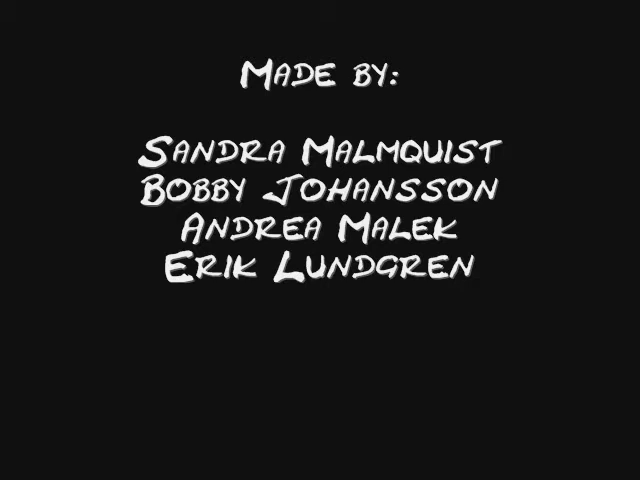 Made by:
Sandra Malmquist
Bobby Johansson
Andrea Malek
Erik Lundgren